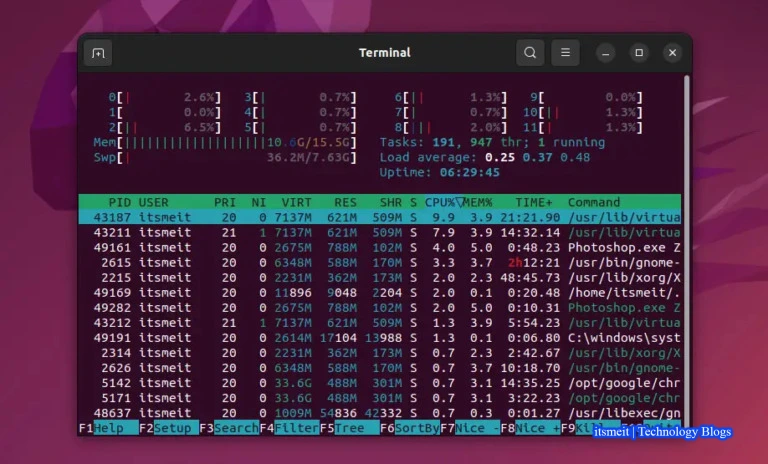 Terminal
0[| 2.6%] 3[| 0.7%] 6[|| 1.3%] 9[ 0.0%]
1[ 0.0%] 4[| 0.7%] 7[| 0.7%] 10[|| 1.3%]
2[|| 6.5%] 5[| 0.7%] 8[||| 2.0%] 11[| 1.3%]
Mem[|||||||||||||||||||10.6G/15.5G] Tasks: 191, 947 thr; 1 running
Swp[| 36.2M/7.63G] Load average: 0.25 0.37 0.48
Uptime: 06:29:45
PID USER PRI NI VIRT RES SHR S CPU%▽MEM% TIME+ Command
43187 itsmeit 20 0 7137M 621M 509M S 9.9 3.9 21:21.90 /usr/lib/virtua
43211 itsmeit 21 1 7137M 621M 509M S 7.9 3.9 14:32.14 /usr/lib/virtua
49161 itsmeit 20 0 2675M 788M 102M S 4.0 5.0 0:48.23 Photoshop.exe Z
2615 itsmeit 20 0 6348M 588M 170M S 3.3 3.7 2h12:21 /usr/bin/gnome-
2215 itsmeit 20 0 2231M 362M 173M S 2.0 2.3 48:45.73 /usr/lib/xorg/X
49169 itsmeit 20 0 11896 9048 2204 S 2.0 0.1 0:20.48 /home/itsmeit/.
49282 itsmeit 20 0 2675M 788M 102M S 2.0 5.0 0:10.31 Photoshop.exe Z
43212 itsmeit 21 1 7137M 621M 509M S 1.3 3.9 5:54.23 /usr/lib/virtua
49191 itsmeit 20 0 2614M 17104 13988 S 1.3 0.1 0:06.80 C:\windows\syst
2314 itsmeit 20 0 2231M 362M 173M S 0.7 2.3 2:42.67 /usr/lib/xorg/X
2626 itsmeit 20 0 6348M 588M 170M S 0.7 3.7 10:18.70 /usr/bin/gnome-
5142 itsmeit 20 0 33.6G 488M 301M S 0.7 3.1 14:35.25 /opt/google/chr
5171 itsmeit 20 0 33.6G 488M 301M S 0.7 3.1 3:22.23 /opt/google/chr
48637 itsmeit 20 0 1009M 54836 42332 S 0.7 0.3 0:01.27 /usr/libexec/gn
F1Help F2Setup F3SearchF4FilterF5Tree F6SortByF7Nice -F8Nice +F9
itsmeit | Technology Blogs